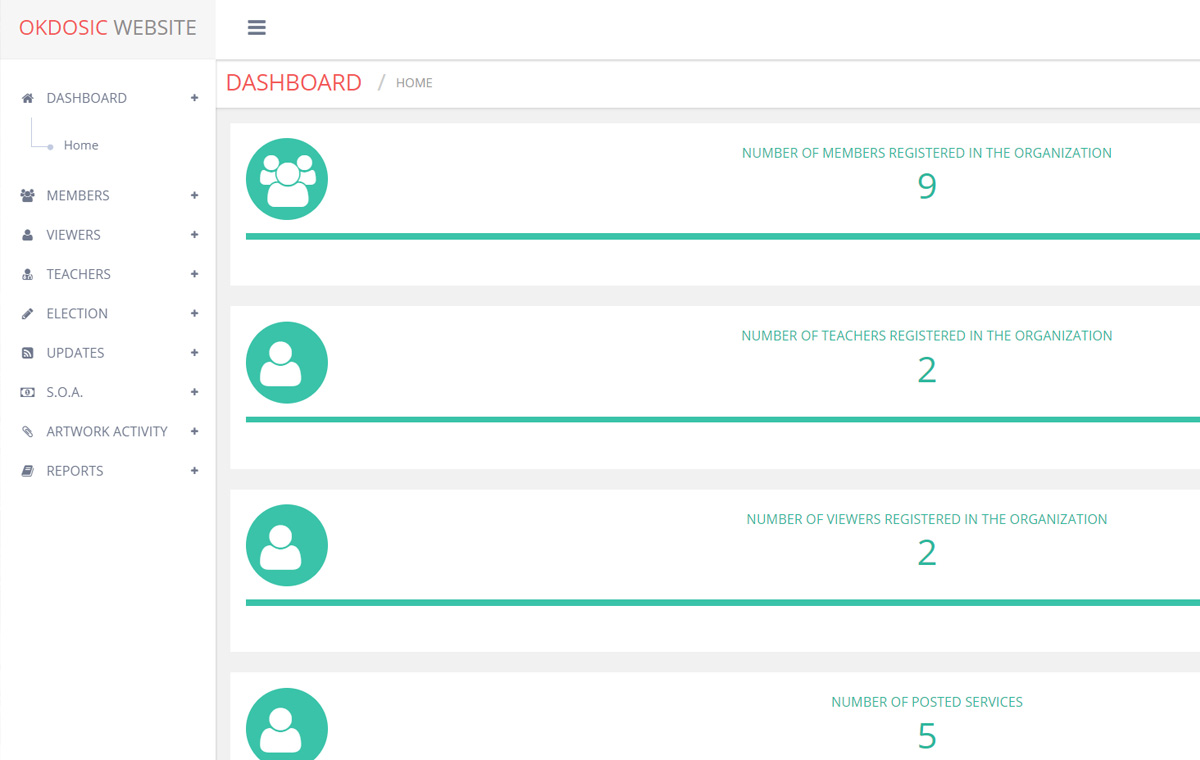 OKDOSIC WEBSITE
DASHBOARD / HOME
DASHBOARD +
Home
MEMBERS +
VIEWERS +
TEACHERS +
ELECTION +
UPDATES +
S.O.A. +
ARTWORK ACTIVITY +
REPORTS +
NUMBER OF MEMBERS REGISTERED IN THE ORGANIZATION
9
NUMBER OF TEACHERS REGISTERED IN THE ORGANIZATION
2
NUMBER OF VIEWERS REGISTERED IN THE ORGANIZATION
2
NUMBER OF POSTED SERVICES
5